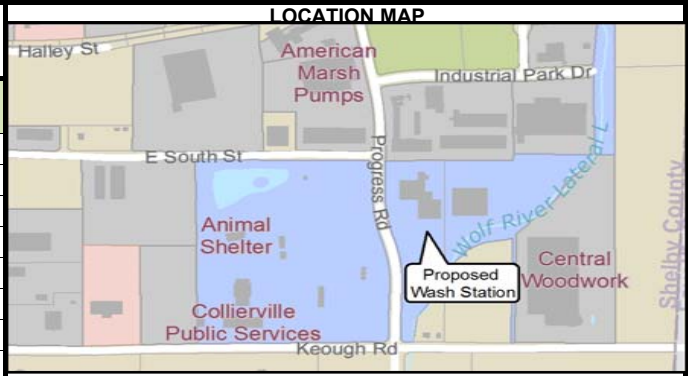 LOCATION MAP
Halley St
American
Marsh
Pumps
Industrial Park Dr
E South St
Progress Rd
Wolf River Lateral L
Animal
Shelter
Proposed
Wash Station
Central
Woodwork
Shelby County
Collierville
Public Services
Keough Rd